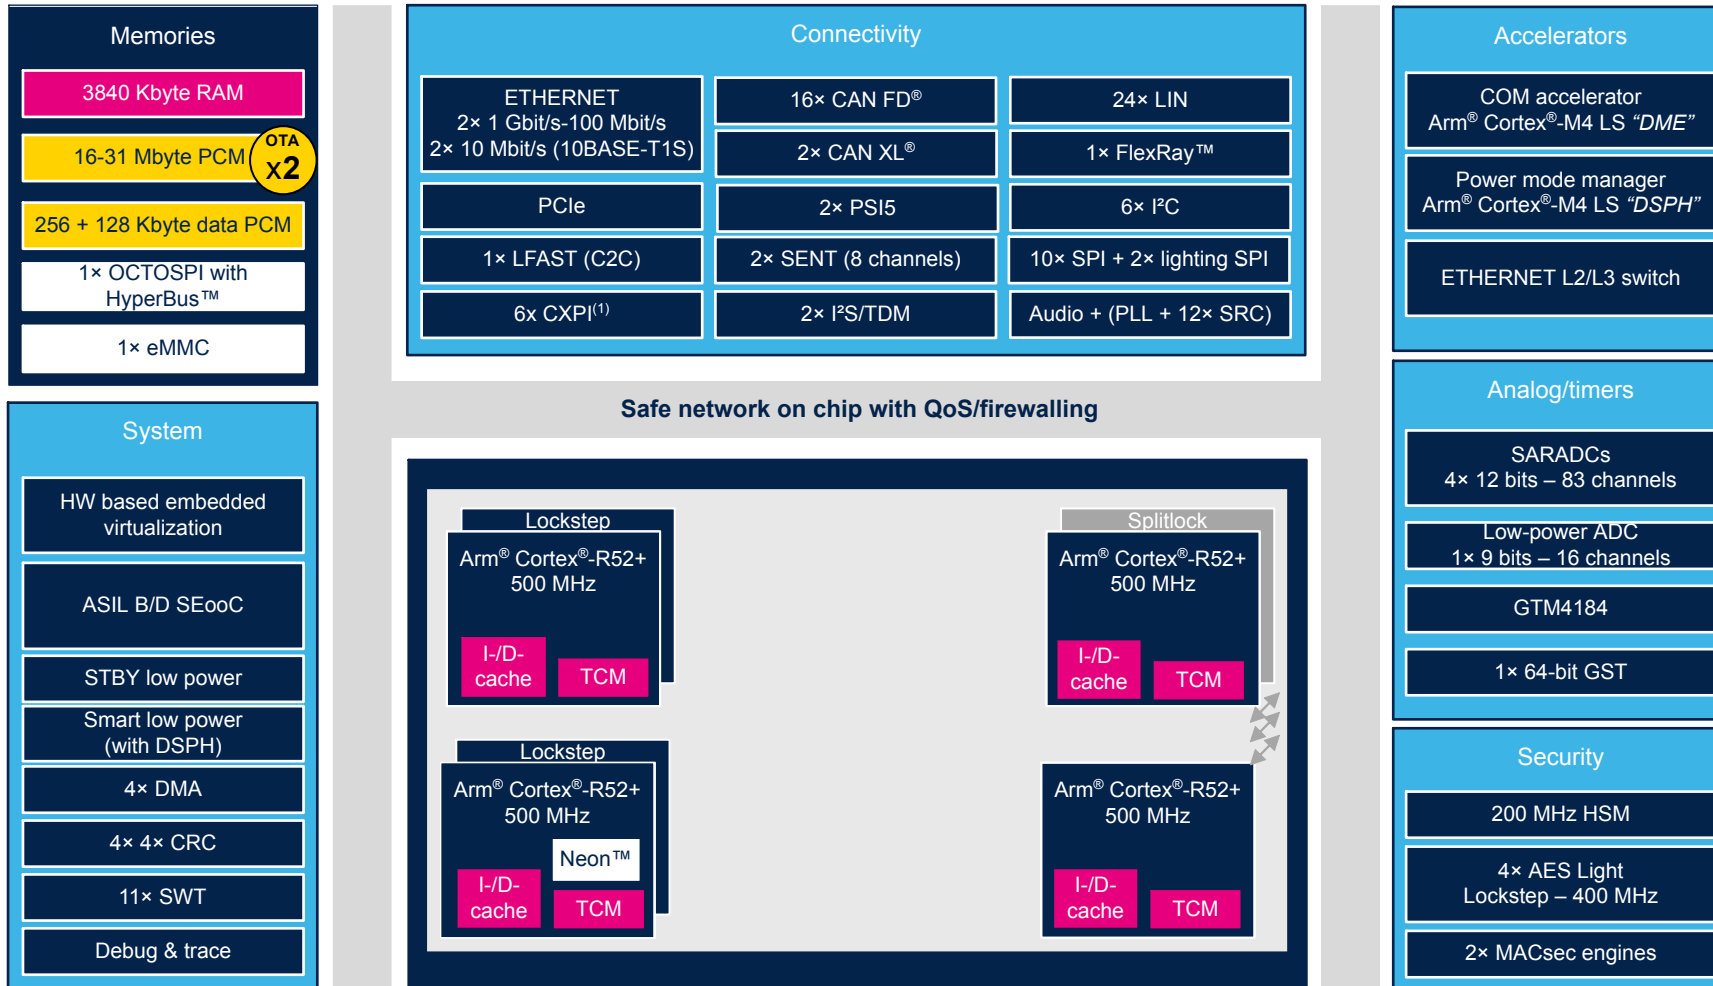 Memories
3840 Kbyte RAM
16-31 Mbyte PCM
OTA
x2
256 + 128 Kbyte data PCM
1× OCTOSPI with
HyperBus™
1× eMMC
System
HW based embedded
virtualization
ASIL B/D SEooC
STBY low power
Smart low power
(with DSPH)
4× DMA
4× 4× CRC
11× SWT
Debug & trace
Connectivity
ETHERNET
2× 1 Gbit/s-100 Mbit/s
2× 10 Mbit/s (10BASE-T1S)
PCIe
1× LFAST (C2C)
6x CXPI(1)
16× CAN FD®
2× CAN XL®
2× PSI5
2× SENT (8 channels)
2× I²S/TDM
24× LIN
1× FlexRay™
6× I²C
10× SPI + 2× lighting SPI
Audio + (PLL + 12× SRC)
Safe network on chip with QoS/firewalling
Lockstep
Arm® Cortex®-R52+
500 MHz
I-/D-
cache
TCM
Splitlock
Arm® Cortex®-R52+
500 MHz
I-/D-
cache
TCM
Lockstep
Arm® Cortex®-R52+
500 MHz
Neon™
I-/D-
cache
TCM
Arm® Cortex®-R52+
500 MHz
I-/D-
cache
TCM
Accelerators
COM accelerator
Arm® Cortex®-M4 LS “DME”
Power mode manager
Arm® Cortex®-M4 LS “DSPH”
ETHERNET L2/L3 switch
Analog/timers
SARADCs
4× 12 bits – 83 channels
Low-power ADC
1× 9 bits – 16 channels
GTM4184
1× 64-bit GST
Security
200 MHz HSM
4× AES Light
Lockstep – 400 MHz
2× MACsec engines